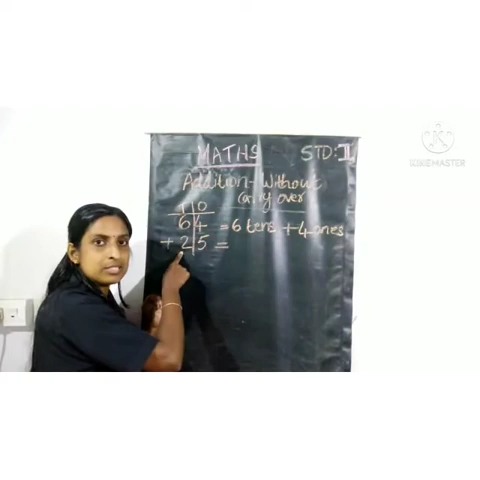 MATHS STD: II
Addition - Without
Carry over
T | O
6 | 4 = 6 tens + 4 ones
+ 2 | 5 =
KINEMASTER